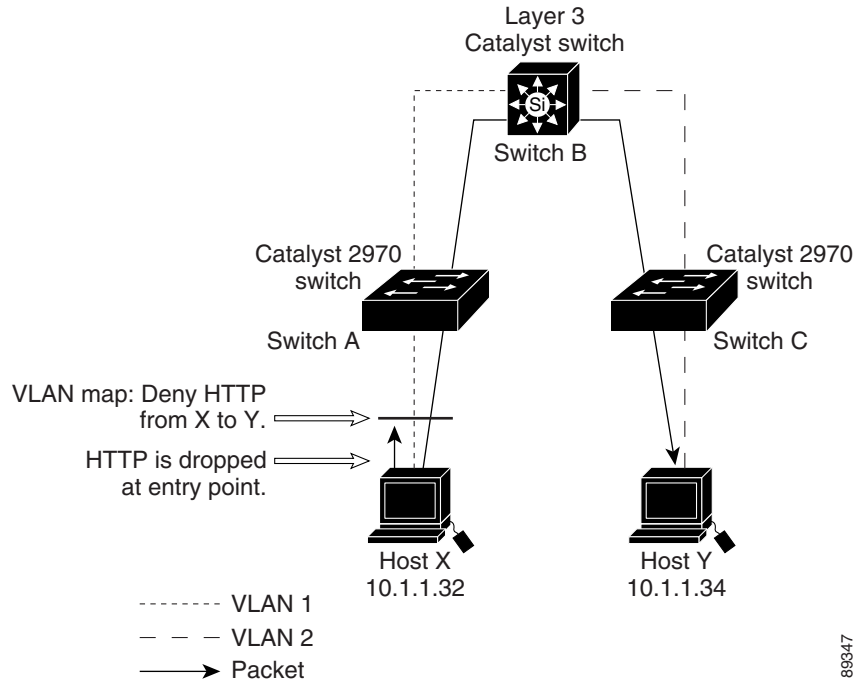 Layer 3
Catalyst switch
Si
Switch B
Catalyst 2970
switch
Catalyst 2970
switch
Switch A
Switch C
VLAN map: Deny HTTP
from X to Y.
HTTP is dropped
at entry point.
Host X
10.1.1.32
Host Y
10.1.1.34
VLAN 1
VLAN 2
Packet
89347